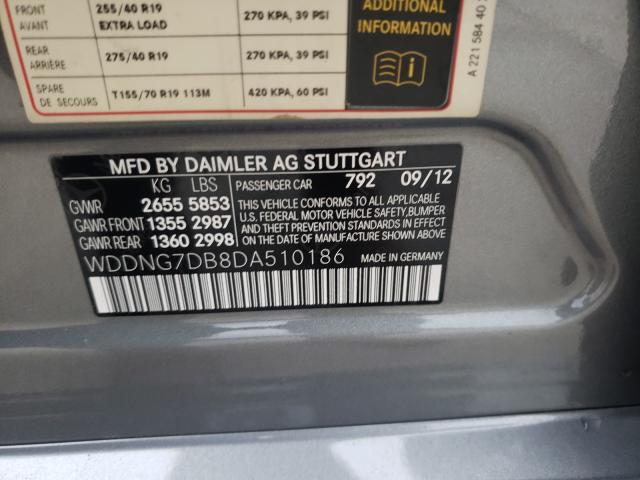 FRONT
AVANT
255/40 R19
EXTRA LOAD
270 KPA, 39 PSI
REAR
ARRIÈRE
275/40 R19
270 KPA, 39 PSI
SPARE
DE SECOURS
T155/70 R19 113M
420 KPA, 60 PSI
ADDITIONAL
INFORMATION
A 221 584 40
MFD BY DAIMLER AG STUTTGART
KG LBS
GVWR 2655 5853
GAWR FRONT 1355 2987
GAWR REAR 1360 2998
PASSENGER CAR 792 09/12
THIS VEHICLE CONFORMS TO ALL APPLICABLE
U.S. FEDERAL MOTOR VEHICLE SAFETY, BUMPER
AND THEFT PREVENTION STANDARDS IN EFFECT
ON THE DATE OF MANUFACTURE SHOWN ABOVE
WDDNG7DB8DA510186
MADE IN GERMANY